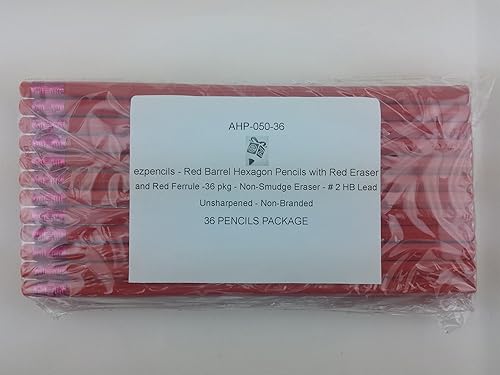 AHP-050-36
ezpencils - Red Barrel Hexagon Pencils with Red Eraser
and Red Ferrule -36 pkg - Non-Smudge Eraser - # 2 HB Lead
Unsharpened - Non-Branded
36 PENCILS PACKAGE